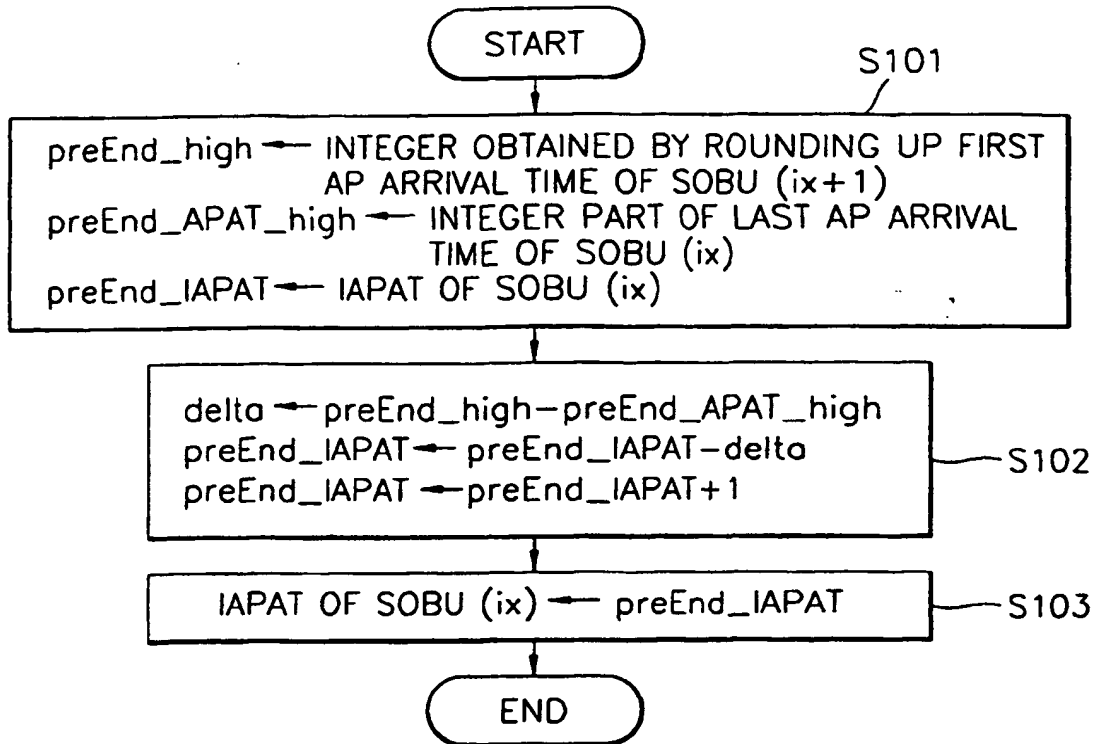 START
S101
preEnd_high ← INTEGER OBTAINED BY ROUNDING UP FIRST
AP ARRIVAL TIME OF SOBU (ix+1)
preEnd_APAT_high ← INTEGER PART OF LAST AP ARRIVAL
TIME OF SOBU (ix)
preEnd_IAPAT ← IAPAT OF SOBU (ix)
delta ← preEnd_high-preEnd_APAT_high
preEnd_IAPAT ← preEnd_IAPAT-delta
preEnd_IAPAT ← preEnd_IAPAT+1
S102
IAPAT OF SOBU (ix) ← preEnd_IAPAT
S103
END